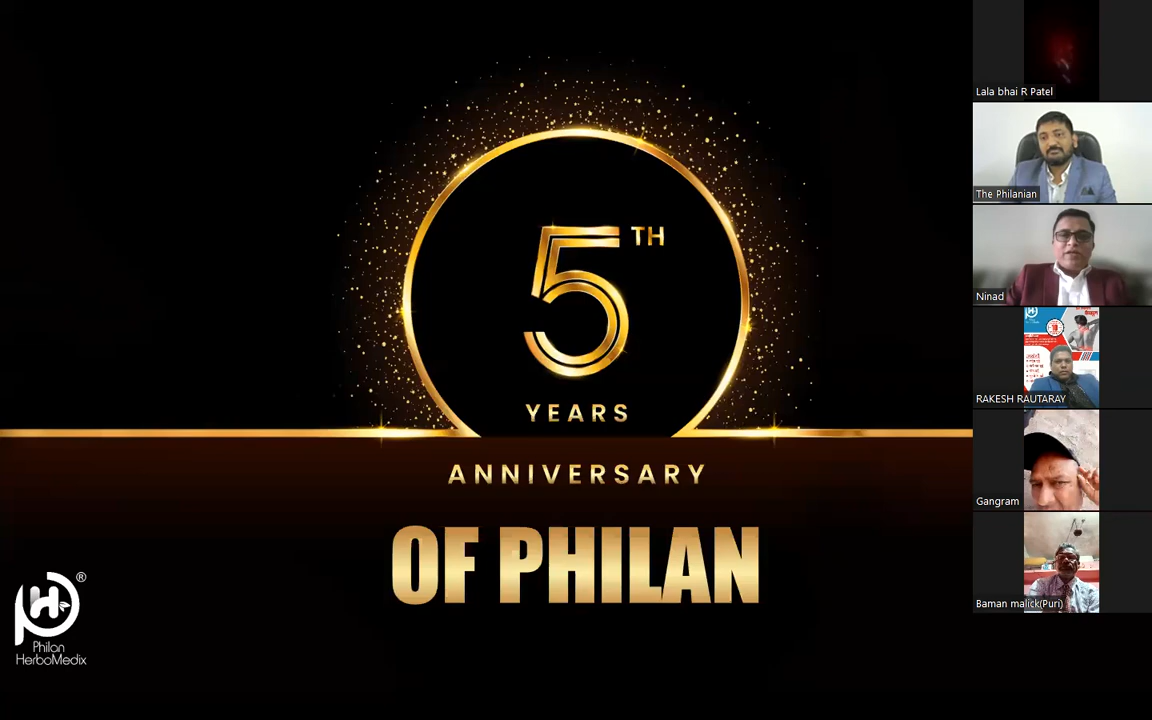 5TH
YEARS
ANNIVERSARY
OF PHILAN
®
Philan
HerboMedix
Lala bhai R Patel
The Philanian
Ninad
RAKESH RAUTARAY
Gangram
Baman malick(Puri)